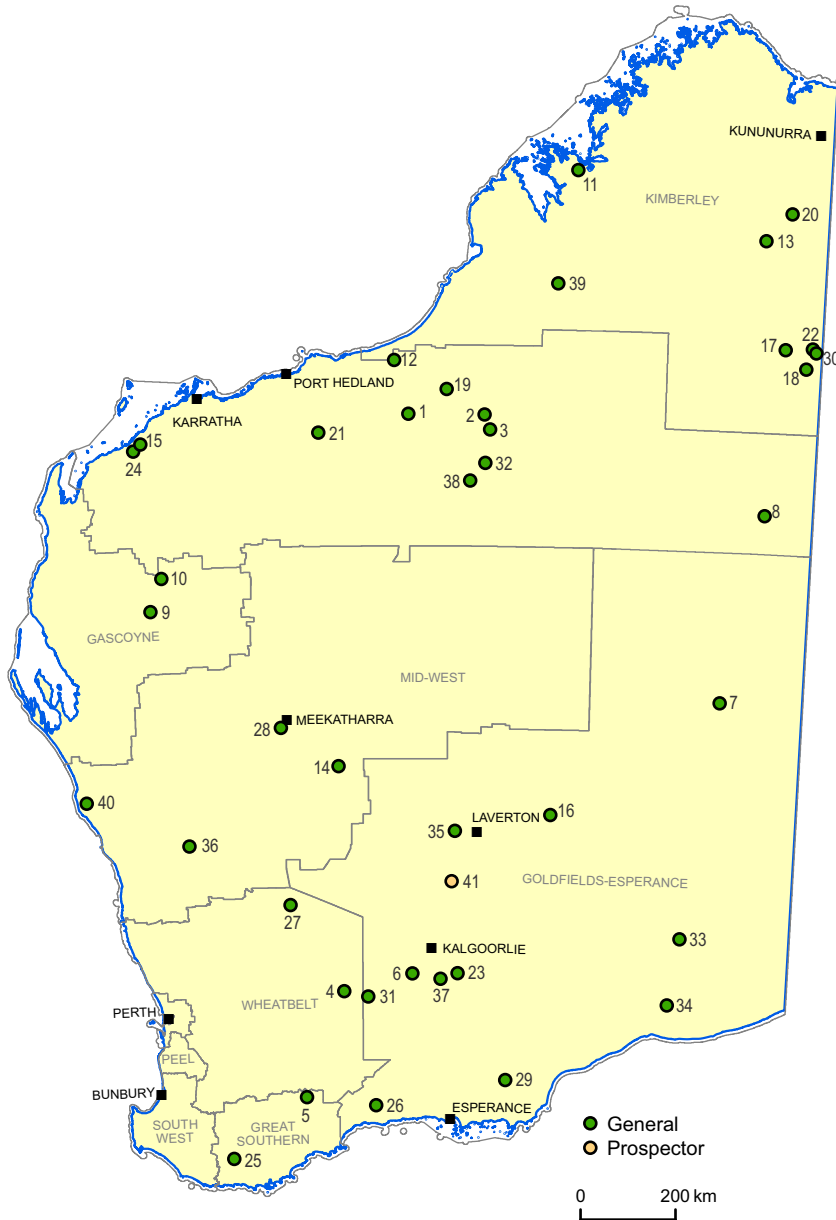 KUNUNURRA
11
KIMBERLEY
20
13
39
17
22
30
18
12
PORT HEDLAND
19
KARRATHA
1
2
3
21
15
24
32
38
8
10
9
GASCOYNE
MID-WEST
7
MEEKATHARRA
28
14
40
LAVERTON
16
35
36
41
GOLDFIELDS-ESPERANCE
27
33
KALGOORLIE
6
23
37
4
31
WHEATBELT
34
PERTH
PEEL
29
BUNBURY
5
26
ESPERANCE
SOUTH
WEST
GREAT
SOUTHERN
25
General
Prospector
0
200 km